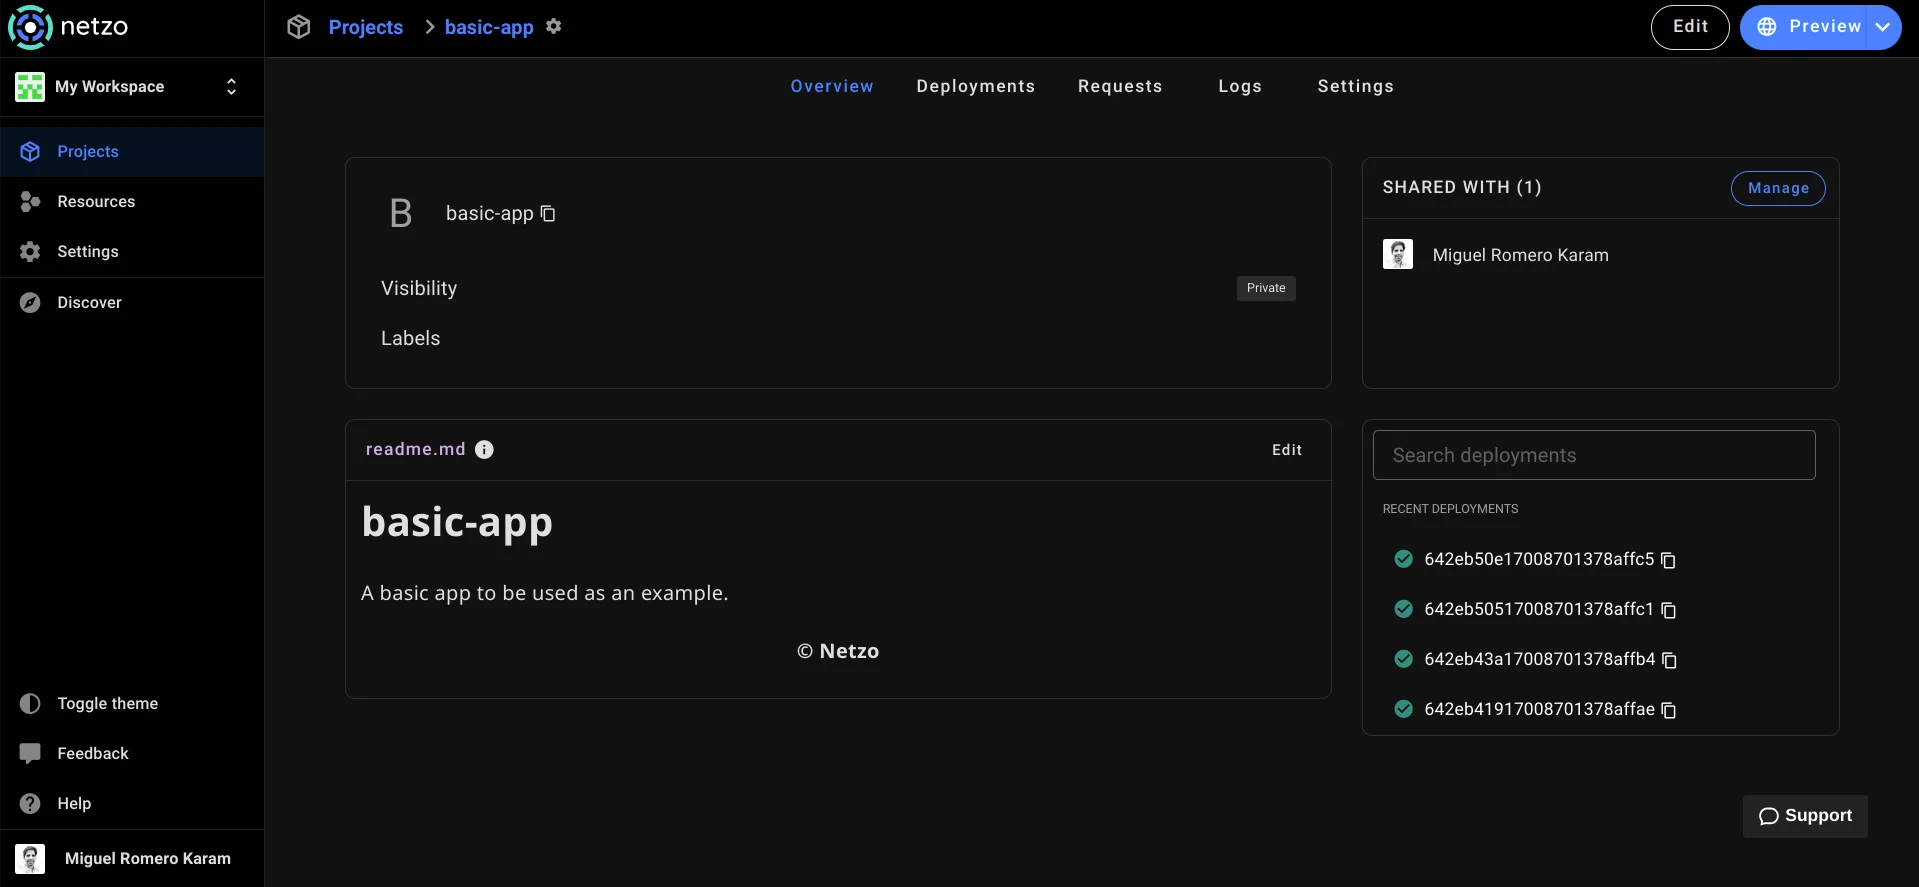 netzo
My Workspace
Projects
Resources
Settings
Discover
Toggle theme
Feedback
Help
Miguel Romero Karam
Projects > basic-app
Edit
Preview
Overview
Deployments
Requests
Logs
Settings
B
basic-app
Visibility
Private
Labels
SHARED WITH (1)
Manage
Miguel Romero Karam
readme.md
Edit
basic-app
A basic app to be used as an example.
© Netzo
Search deployments
RECENT DEPLOYMENTS
642eb50e17008701378affc5
642eb50517008701378affc1
642eb43a17008701378affb4
642eb41917008701378affae
Support